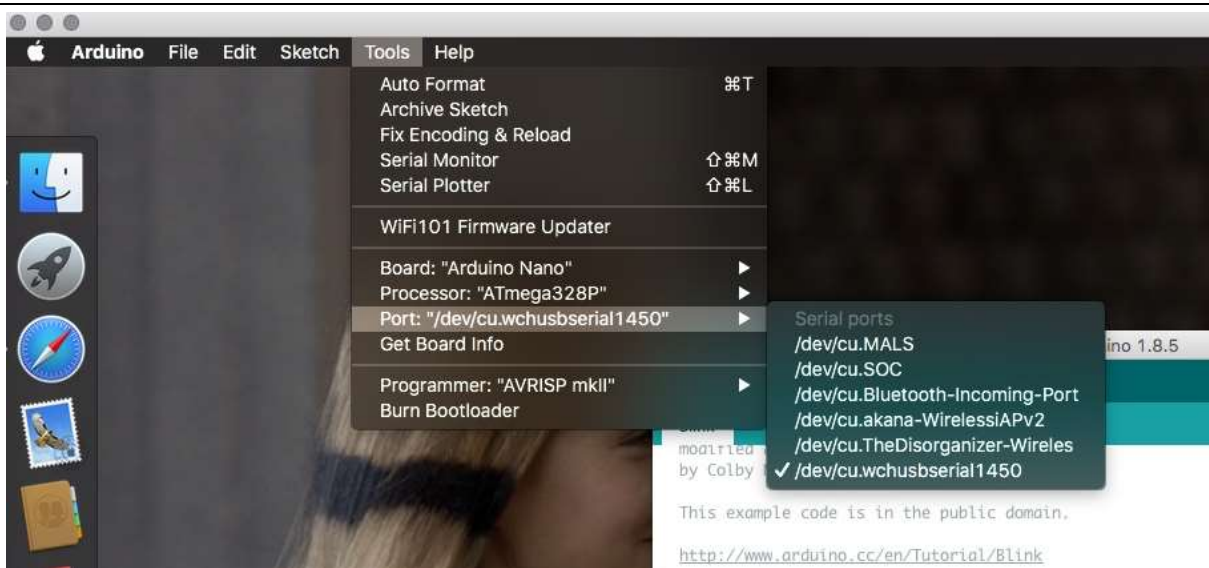 Arduino File Edit Sketch Tools Help
Auto Format ⌘T
Archive Sketch
Fix Encoding & Reload
Serial Monitor ⇧⌘M
Serial Plotter ⇧⌘L
WiFi101 Firmware Updater
Board: "Arduino Nano"
Processor: "ATmega328P"
Port: "/dev/cu.wchusbserial1450"
Get Board Info
Programmer: "AVRISP mkII"
Burn Bootloader
Serial ports
/dev/cu.MALS
/dev/cu.SOC
/dev/cu.Bluetooth-Incoming-Port
/dev/cu.akana-WirelessiAPv2
/dev/cu.TheDisorganizer-Wireles
✓ /dev/cu.wchusbserial1450
ino 1.8.5
modified
by Colby
This example code is in the public domain.
http://www.arduino.cc/en/Tutorial/Blink